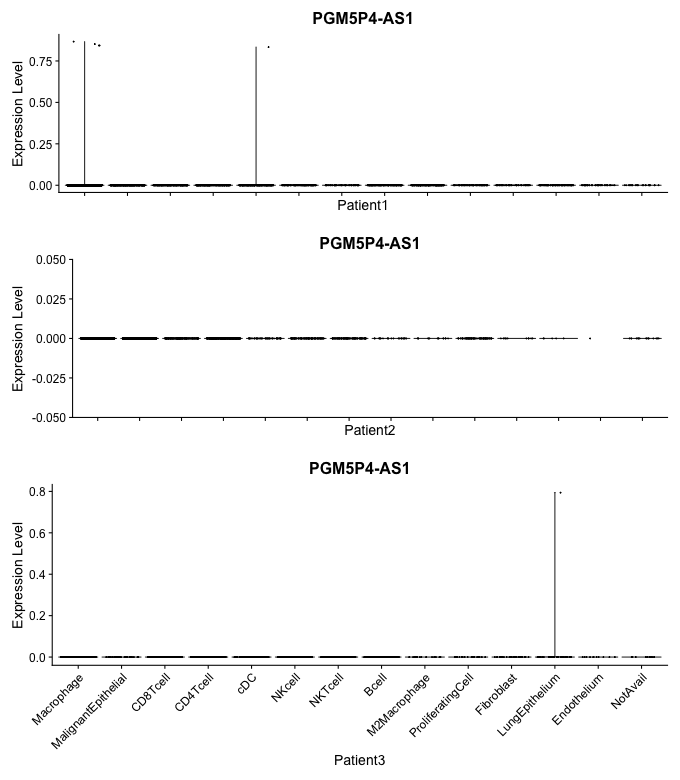 PGM5P4-AS1
Expression Level
0.75
0.50
0.25
0.00
Patient1
PGM5P4-AS1
Expression Level
0.050
0.025
0.000
-0.025
-0.050
Patient2
PGM5P4-AS1
Expression Level
0.8
0.6
0.4
0.2
0.0
Macrophage
MalignantEpithelial
CD8Tcell
CD4Tcell
cDC
NKcell
NKTcell
Bcell
M2Macrophage
ProliferatingCell
Fibroblast
LungEpithelium
Endothelium
NotAvail
Patient3